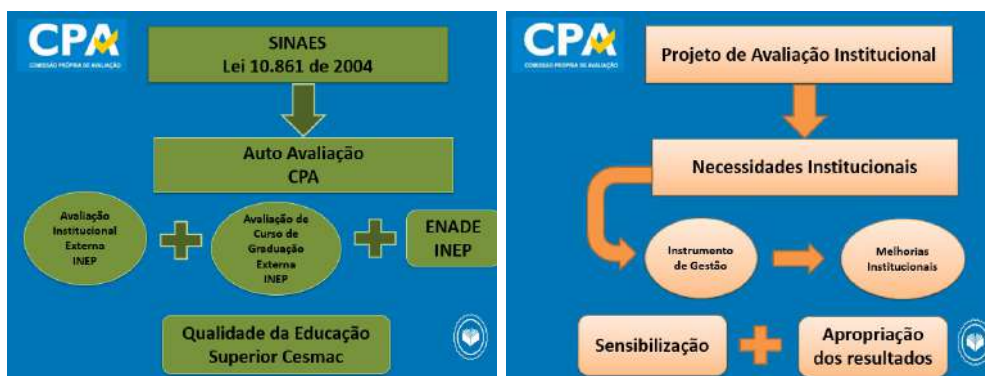 CPA
COMISSÃO PRÓPRIA DE AVALIAÇÃO
SINAES
Lei 10.861 de 2004
Auto Avaliação
CPA
Avaliação
Institucional
Externa
INEP
Avaliação de
Curso de
Graduação
Externa
INEP
ENADE
INEP
Qualidade da Educação
Superior Cesmac
CPA
COMISSÃO PRÓPRIA DE AVALIAÇÃO
Projeto de Avaliação Institucional
Necessidades Institucionais
Instrumento
de Gestão
Melhorias
Institucionais
Sensibilização
Apropriação
dos resultados